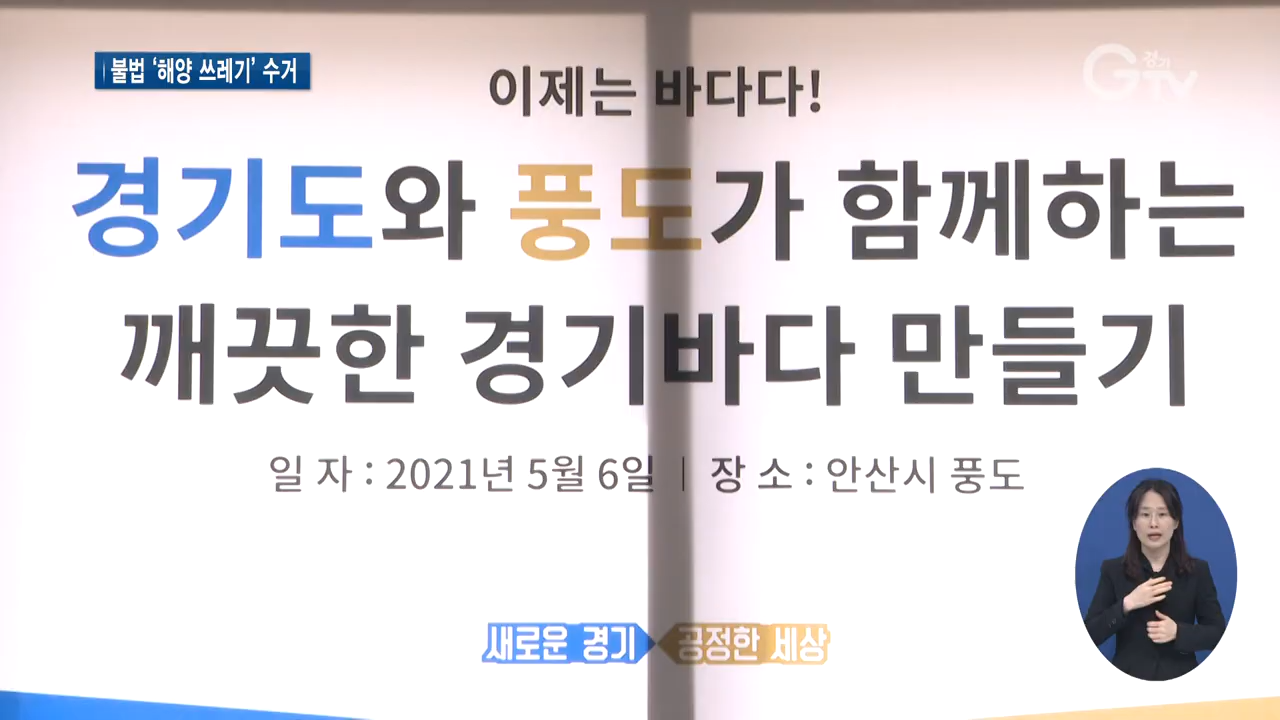 불법 ‘해양 쓰레기’ 수거
G 경기 TV
이제는 바다다!
경기도와 풍도가 함께하는
깨끗한 경기바다 만들기
일 자 : 2021년 5월 6일 | 장 소 : 안산시 풍도
새로운 경기 공정한 세상